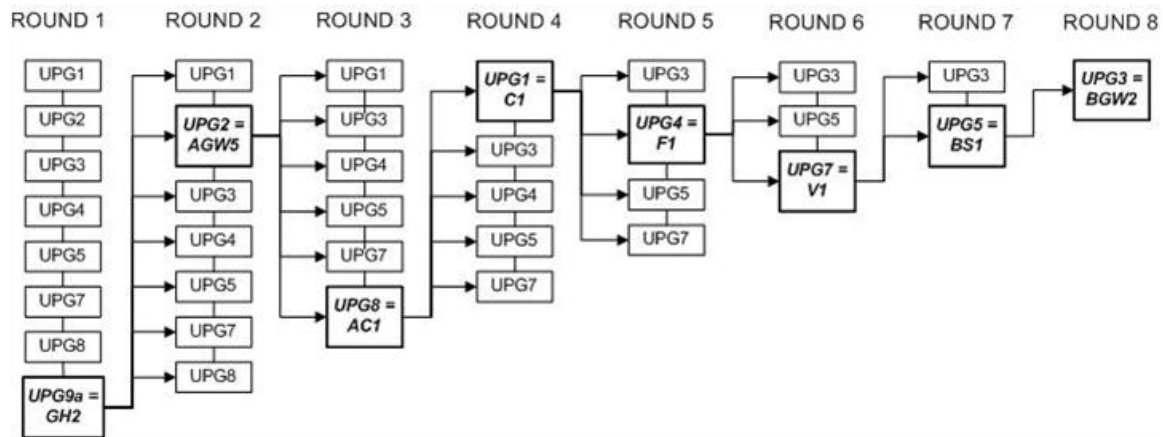 ROUND 1
ROUND 2
ROUND 3
ROUND 4
ROUND 5
ROUND 6
ROUND 7
ROUND 8
UPG1
UPG2
UPG3
UPG4
UPG5
UPG7
UPG8
UPG9a =
GH2
UPG1
UPG2 =
AGW5
UPG3
UPG4
UPG5
UPG7
UPG8
UPG1
UPG3
UPG4
UPG5
UPG7
UPG8 =
AC1
UPG1 =
C1
UPG3
UPG4
UPG5
UPG7
UPG3
UPG4 =
F1
UPG5
UPG7
UPG3
UPG5
UPG7 =
V1
UPG3
UPG5 =
BS1
UPG3 =
BGW2